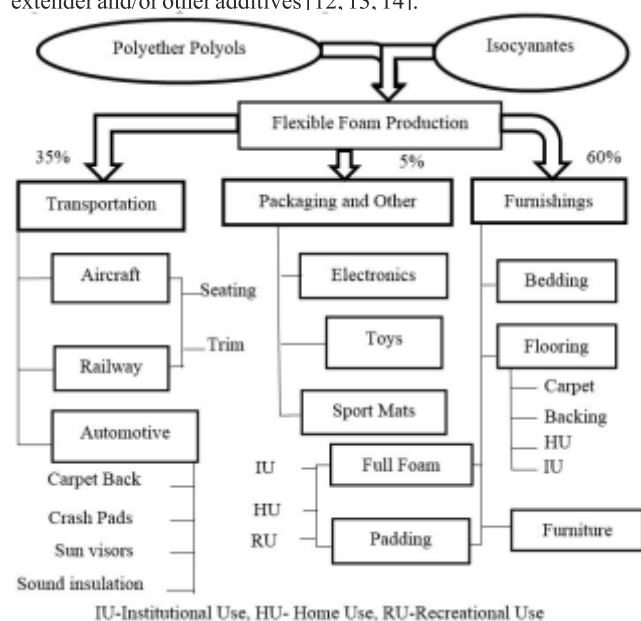 extender and/or other additives [12, 13, 14].
Polyether Polyols
Isocyanates
Flexible Foam Production
35%
5%
60%
Transportation
Packaging and Other
Furnishings
Aircraft
Seating
Trim
Railway
Automotive
Carpet Back
Crash Pads
Sun visors
Sound insulation
Electronics
Toys
Sport Mats
Bedding
Flooring
Carpet
Backing
HU
IU
Full Foam
Padding
IU
HU
RU
Furniture
IU-Institutional Use, HU- Home Use, RU-Recreational Use